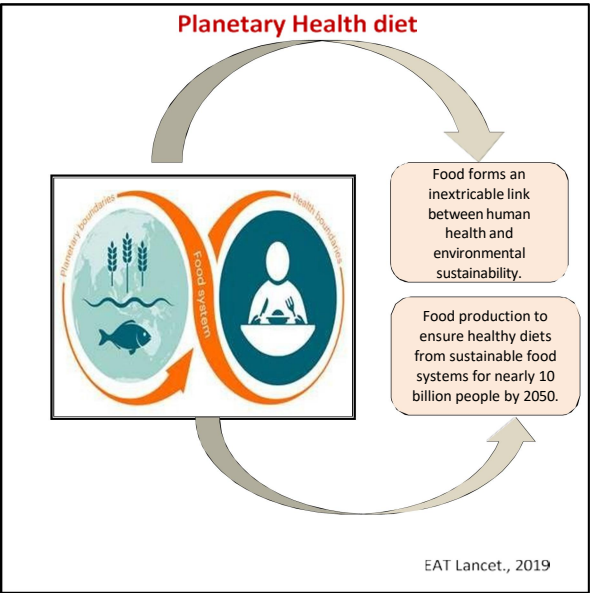 Planetary Health diet
Planetary boundaries
Food system
Health boundaries
Food forms an
inextricable link
between human
health and
environmental
sustainability.
Food production to
ensure healthy diets
from sustainable food
systems for nearly 10
billion people by 2050.
EAT Lancet., 2019